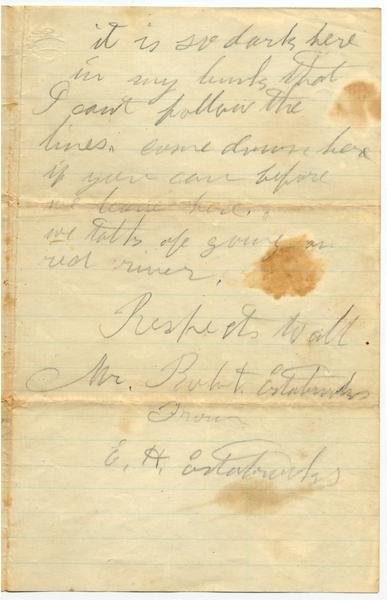 it is so dark here
in my bunk that
I cant follow the
lines. come down here
if you can before
we leave here.
we talk of going on
red river.
Respects to all
Mr. Robt. Estabrooks
From
E. H. Estabrooks